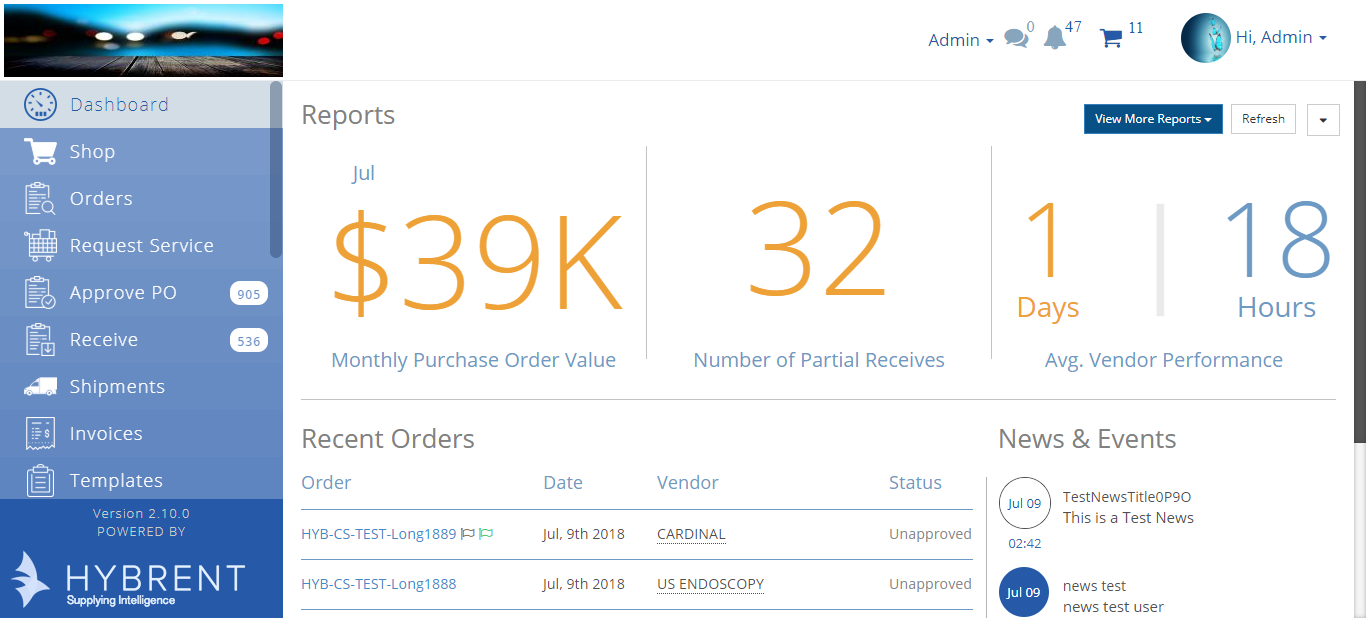 Admin
0
47
11
Hi, Admin
Dashboard
Shop
Orders
Request Service
Approve PO 905
Receive 536
Shipments
Invoices
Templates
Version 2.10.0
POWERED BY
HYBRENT
Supplying Intelligence
Reports
View More Reports
Refresh
Jul
$39K
Monthly Purchase Order Value
32
Number of Partial Receives
1
Days
18
Hours
Avg. Vendor Performance
Recent Orders
Order Date Vendor Status
HYB-CS-TEST-Long1889 Jul, 9th 2018 CARDINAL Unapproved
HYB-CS-TEST-Long1888 Jul, 9th 2018 US ENDOSCOPY Unapproved
News & Events
Jul 09
02:42
TestNewsTitle0P9O
This is a Test News
Jul 09
news test
news test user